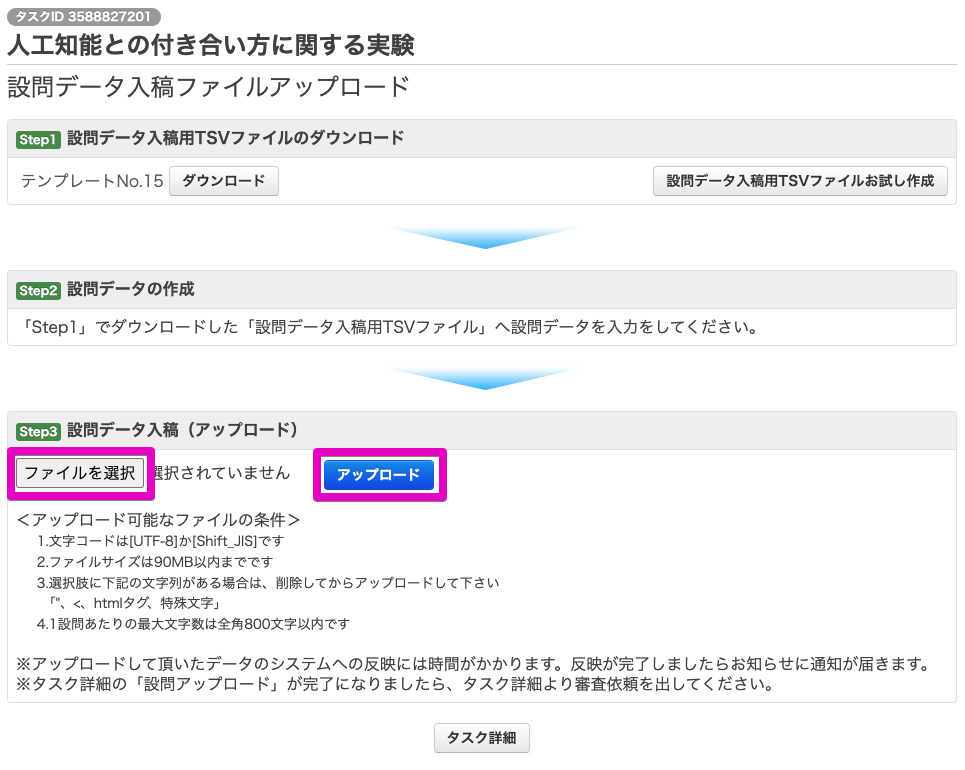 タスクID 3588827201
人工知能との付き合い方に関する実験
設問データ入稿ファイルアップロード
Step1 設問データ入稿用TSVファイルのダウンロード
テンプレートNo.15 ダウンロード 設問データ入稿用TSVファイルお試し作成
Step2 設問データの作成
「Step1」でダウンロードした「設問データ入稿用TSVファイル」へ設問データを入力をしてください。
Step3 設問データ入稿（アップロード）
ファイルを選択 選択されていません アップロード
＜アップロード可能なファイルの条件＞
1.文字コードは[UTF-8]か[Shift_JIS]です
2.ファイルサイズは90MB以内までです
3.選択肢に下記の文字列がある場合は、削除してからアップロードして下さい
「"、<、htmlタグ、特殊文字」
4.1設問あたりの最大文字数は全角800文字以内です
※アップロードして頂いたデータのシステムへの反映には時間がかかります。反映が完了しましたらお知らせに通知が届きます。
※タスク詳細の「設問アップロード」が完了になりましたら、タスク詳細より審査依頼を出してください。
タスク詳細